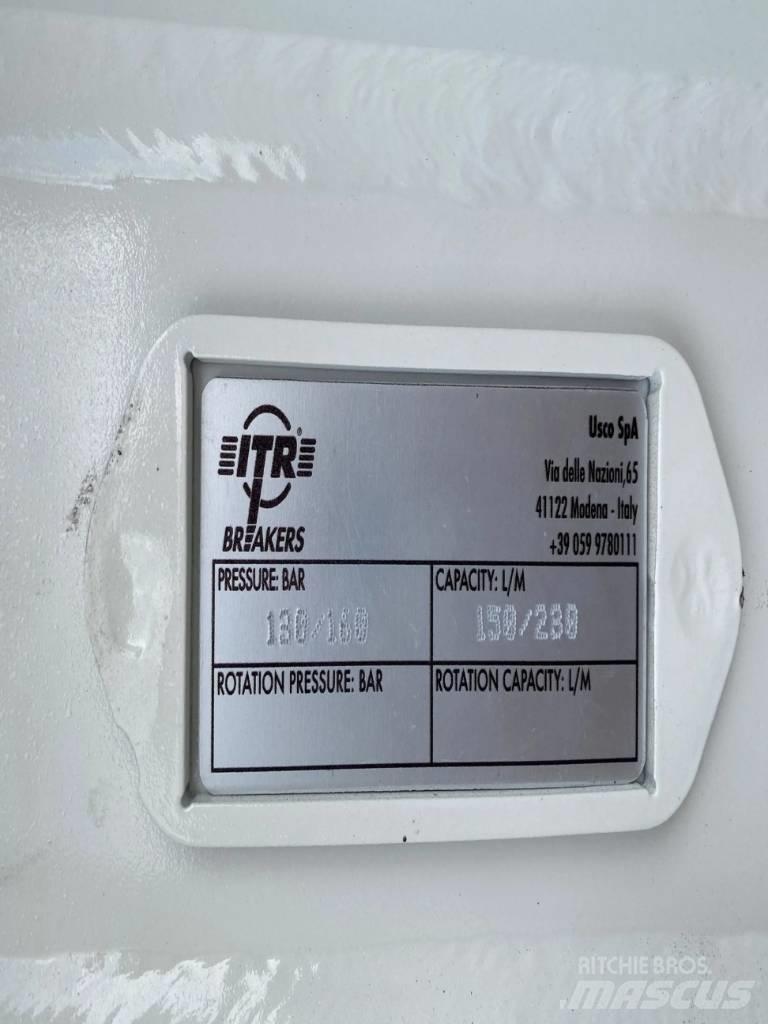 ITR®
BREAKERS
Usco SpA
Via delle Nazioni,65
41122 Modena - Italy
+39 059 9780111
PRESSURE: BAR
130/160
CAPACITY: L/M
150/230
ROTATION PRESSURE: BAR
ROTATION CAPACITY: L/M
RITCHIE BROS.
MASCUS